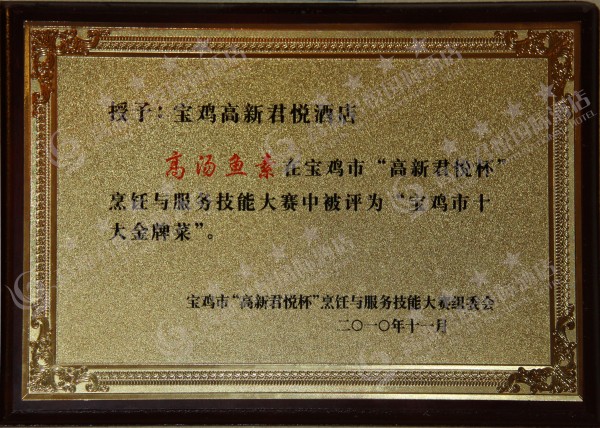 授予：宝鸡高新君悦酒店
高汤鱼素在宝鸡市“高新君悦杯”
烹饪与服务技能大赛中被评为“宝鸡市十
大金牌菜”。
宝鸡市“高新君悦杯”烹饪与服务技能大赛组委会
二〇一〇年十一月